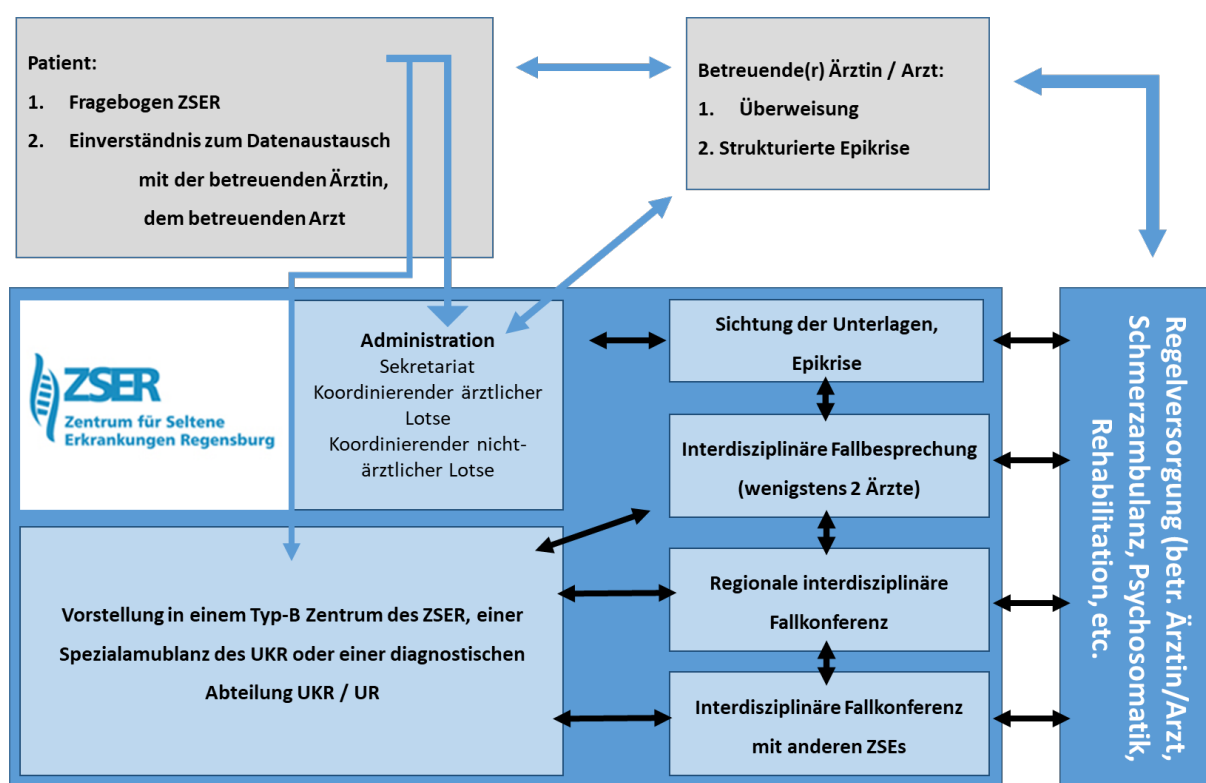 Patient:
1. Fragebogen ZSER
2. Einverständnis zum Datenaustausch
mit der betreuenden Ärztin,
dem betreuenden Arzt
Betreuende(r) Ärztin / Arzt:
1. Überweisung
2. Strukturierte Epikrise
ZSER
Zentrum für Seltene
Erkrankungen Regensburg
Administration
Sekretariat
Koordinierender ärztlicher
Lotse
Koordinierender nicht-
ärztlicher Lotse
Sichtung der Unterlagen,
Epikrise
Interdisziplinäre Fallbesprechung
(wenigstens 2 Ärzte)
Vorstellung in einem Typ-B Zentrum des ZSER, einer
Spezialamublanz des UKR oder einer diagnostischen
Abteilung UKR / UR
Regionale interdisziplinäre
Fallkonferenz
Interdisziplinäre Fallkonferenz
mit anderen ZSEs
Regelversorgung (betr. Ärztin/Arzt,
Schmerzambulanz, Psychosomatik,
Rehabilitation, etc.